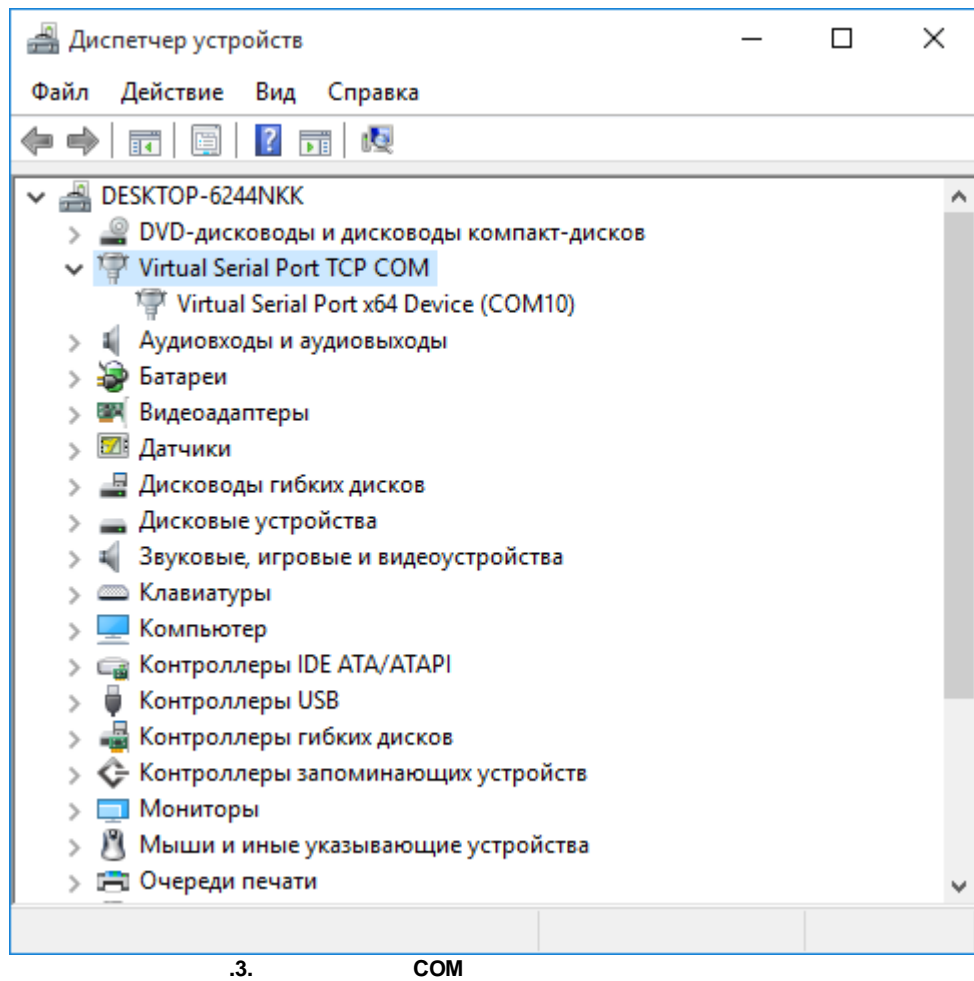 Диспетчер устройств
Файл Действие Вид Справка
DESKTOP-6244NKK
DVD-дисководы и дисководы компакт-дисков
Virtual Serial Port TCP COM
Virtual Serial Port x64 Device (COM10)
Аудиовходы и аудиовыходы
Батареи
Видеоадаптеры
Датчики
Дисководы гибких дисков
Дисковые устройства
Звуковые, игровые и видеоустройства
Клавиатуры
Компьютер
Контроллеры IDE ATA/ATAPI
Контроллеры USB
Контроллеры гибких дисков
Контроллеры запоминающих устройств
Мониторы
Мыши и иные указывающие устройства
Очереди печати
.3. COM